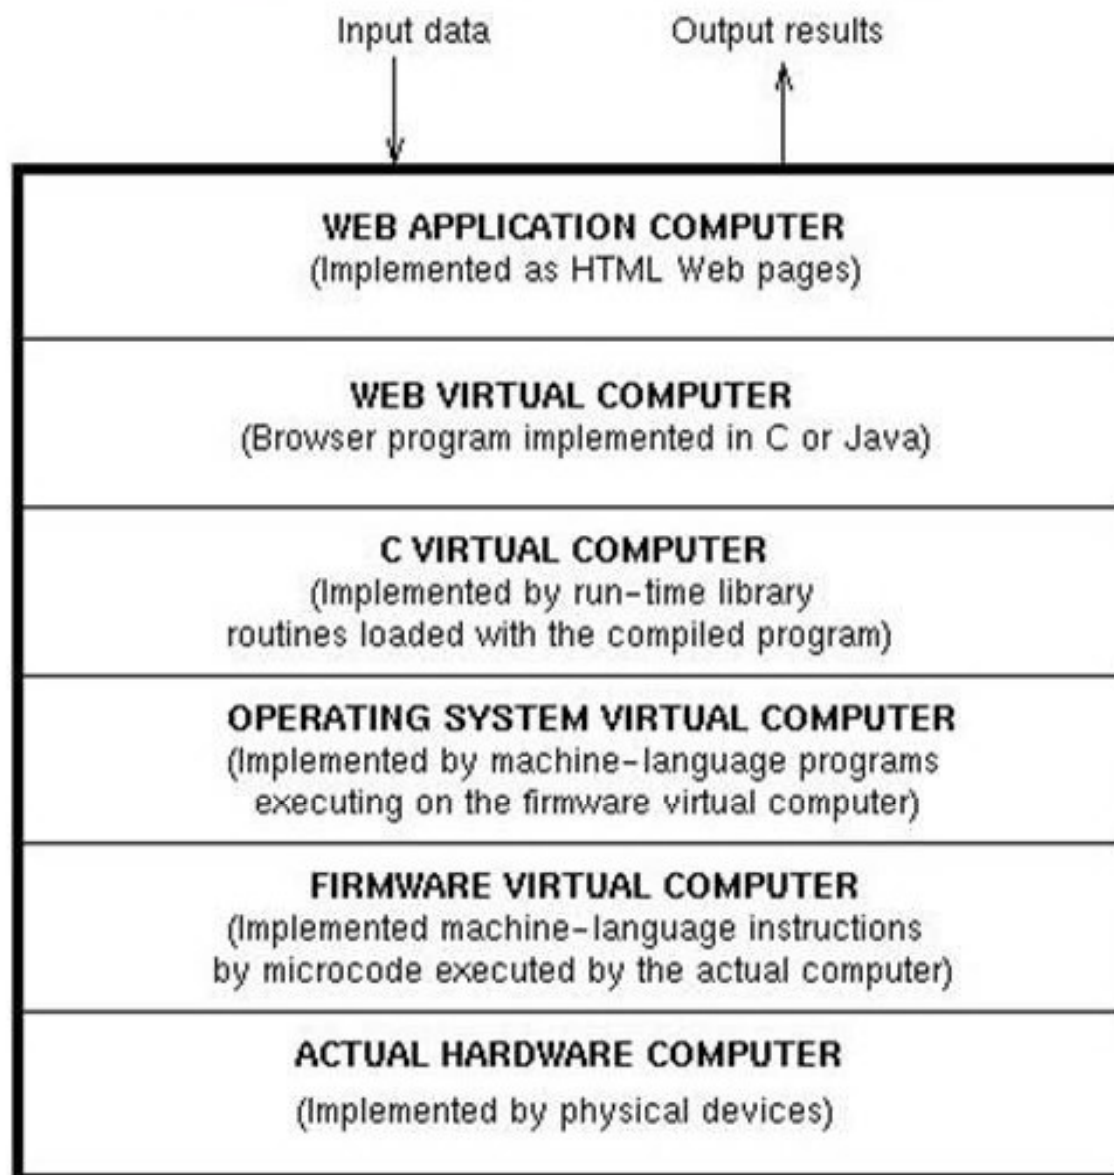 Input data Output results
WEB APPLICATION COMPUTER
(Implemented as HTML Web pages)
WEB VIRTUAL COMPUTER
(Browser program implemented in C or Java)
C VIRTUAL COMPUTER
(Implemented by run-time library
routines loaded with the compiled program)
OPERATING SYSTEM VIRTUAL COMPUTER
(Implemented by machine-language programs
executing on the firmware virtual computer)
FIRMWARE VIRTUAL COMPUTER
(Implemented machine-language instructions
by microcode executed by the actual computer)
ACTUAL HARDWARE COMPUTER
(Implemented by physical devices)